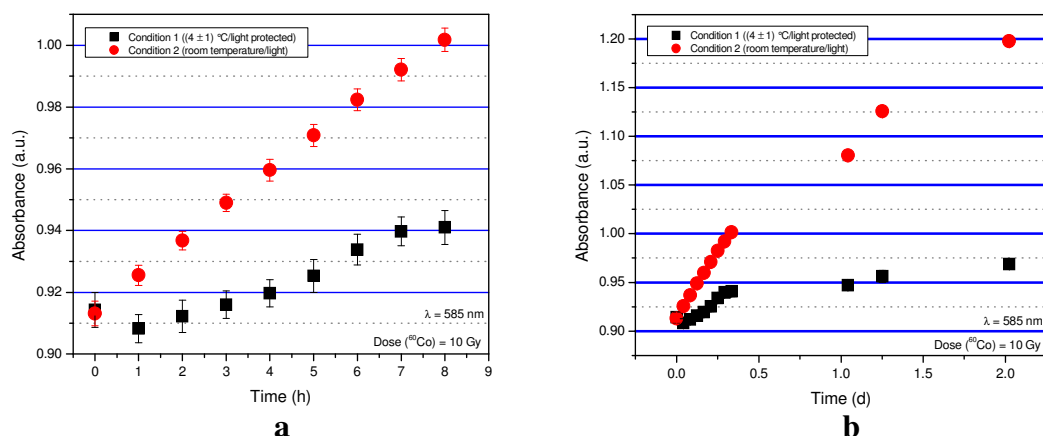 Condition 1 ((4 ± 1) °C/light protected)
Condition 2 (room temperature/light)
1.00
0.98
0.96
0.94
0.92
0.90
Absorbance (a.u.)
λ = 585 nm
Dose (⁶⁰Co) = 10 Gy
0 1 2 3 4 5 6 7 8 9
Time (h)
a
Condition 1 ((4 ± 1) °C/light protected)
Condition 2 (room temperature/light)
1.20
1.15
1.10
1.05
1.00
0.95
0.90
Absorbance (a.u.)
λ = 585 nm
Dose (⁶⁰Co) = 10 Gy
0.0 0.5 1.0 1.5 2.0
Time (d)
b